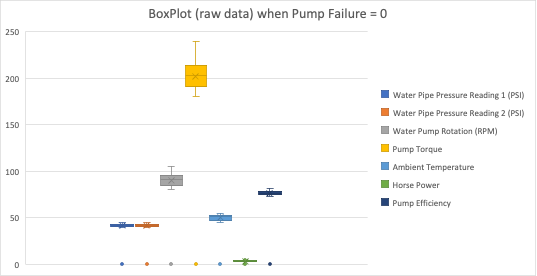 BoxPlot (raw data) when Pump Failure = 0
250
200
150
100
50
0
Water Pipe Pressure Reading 1 (PSI)
Water Pipe Pressure Reading 2 (PSI)
Water Pump Rotation (RPM)
Pump Torque
Ambient Temperature
Horse Power
Pump Efficiency